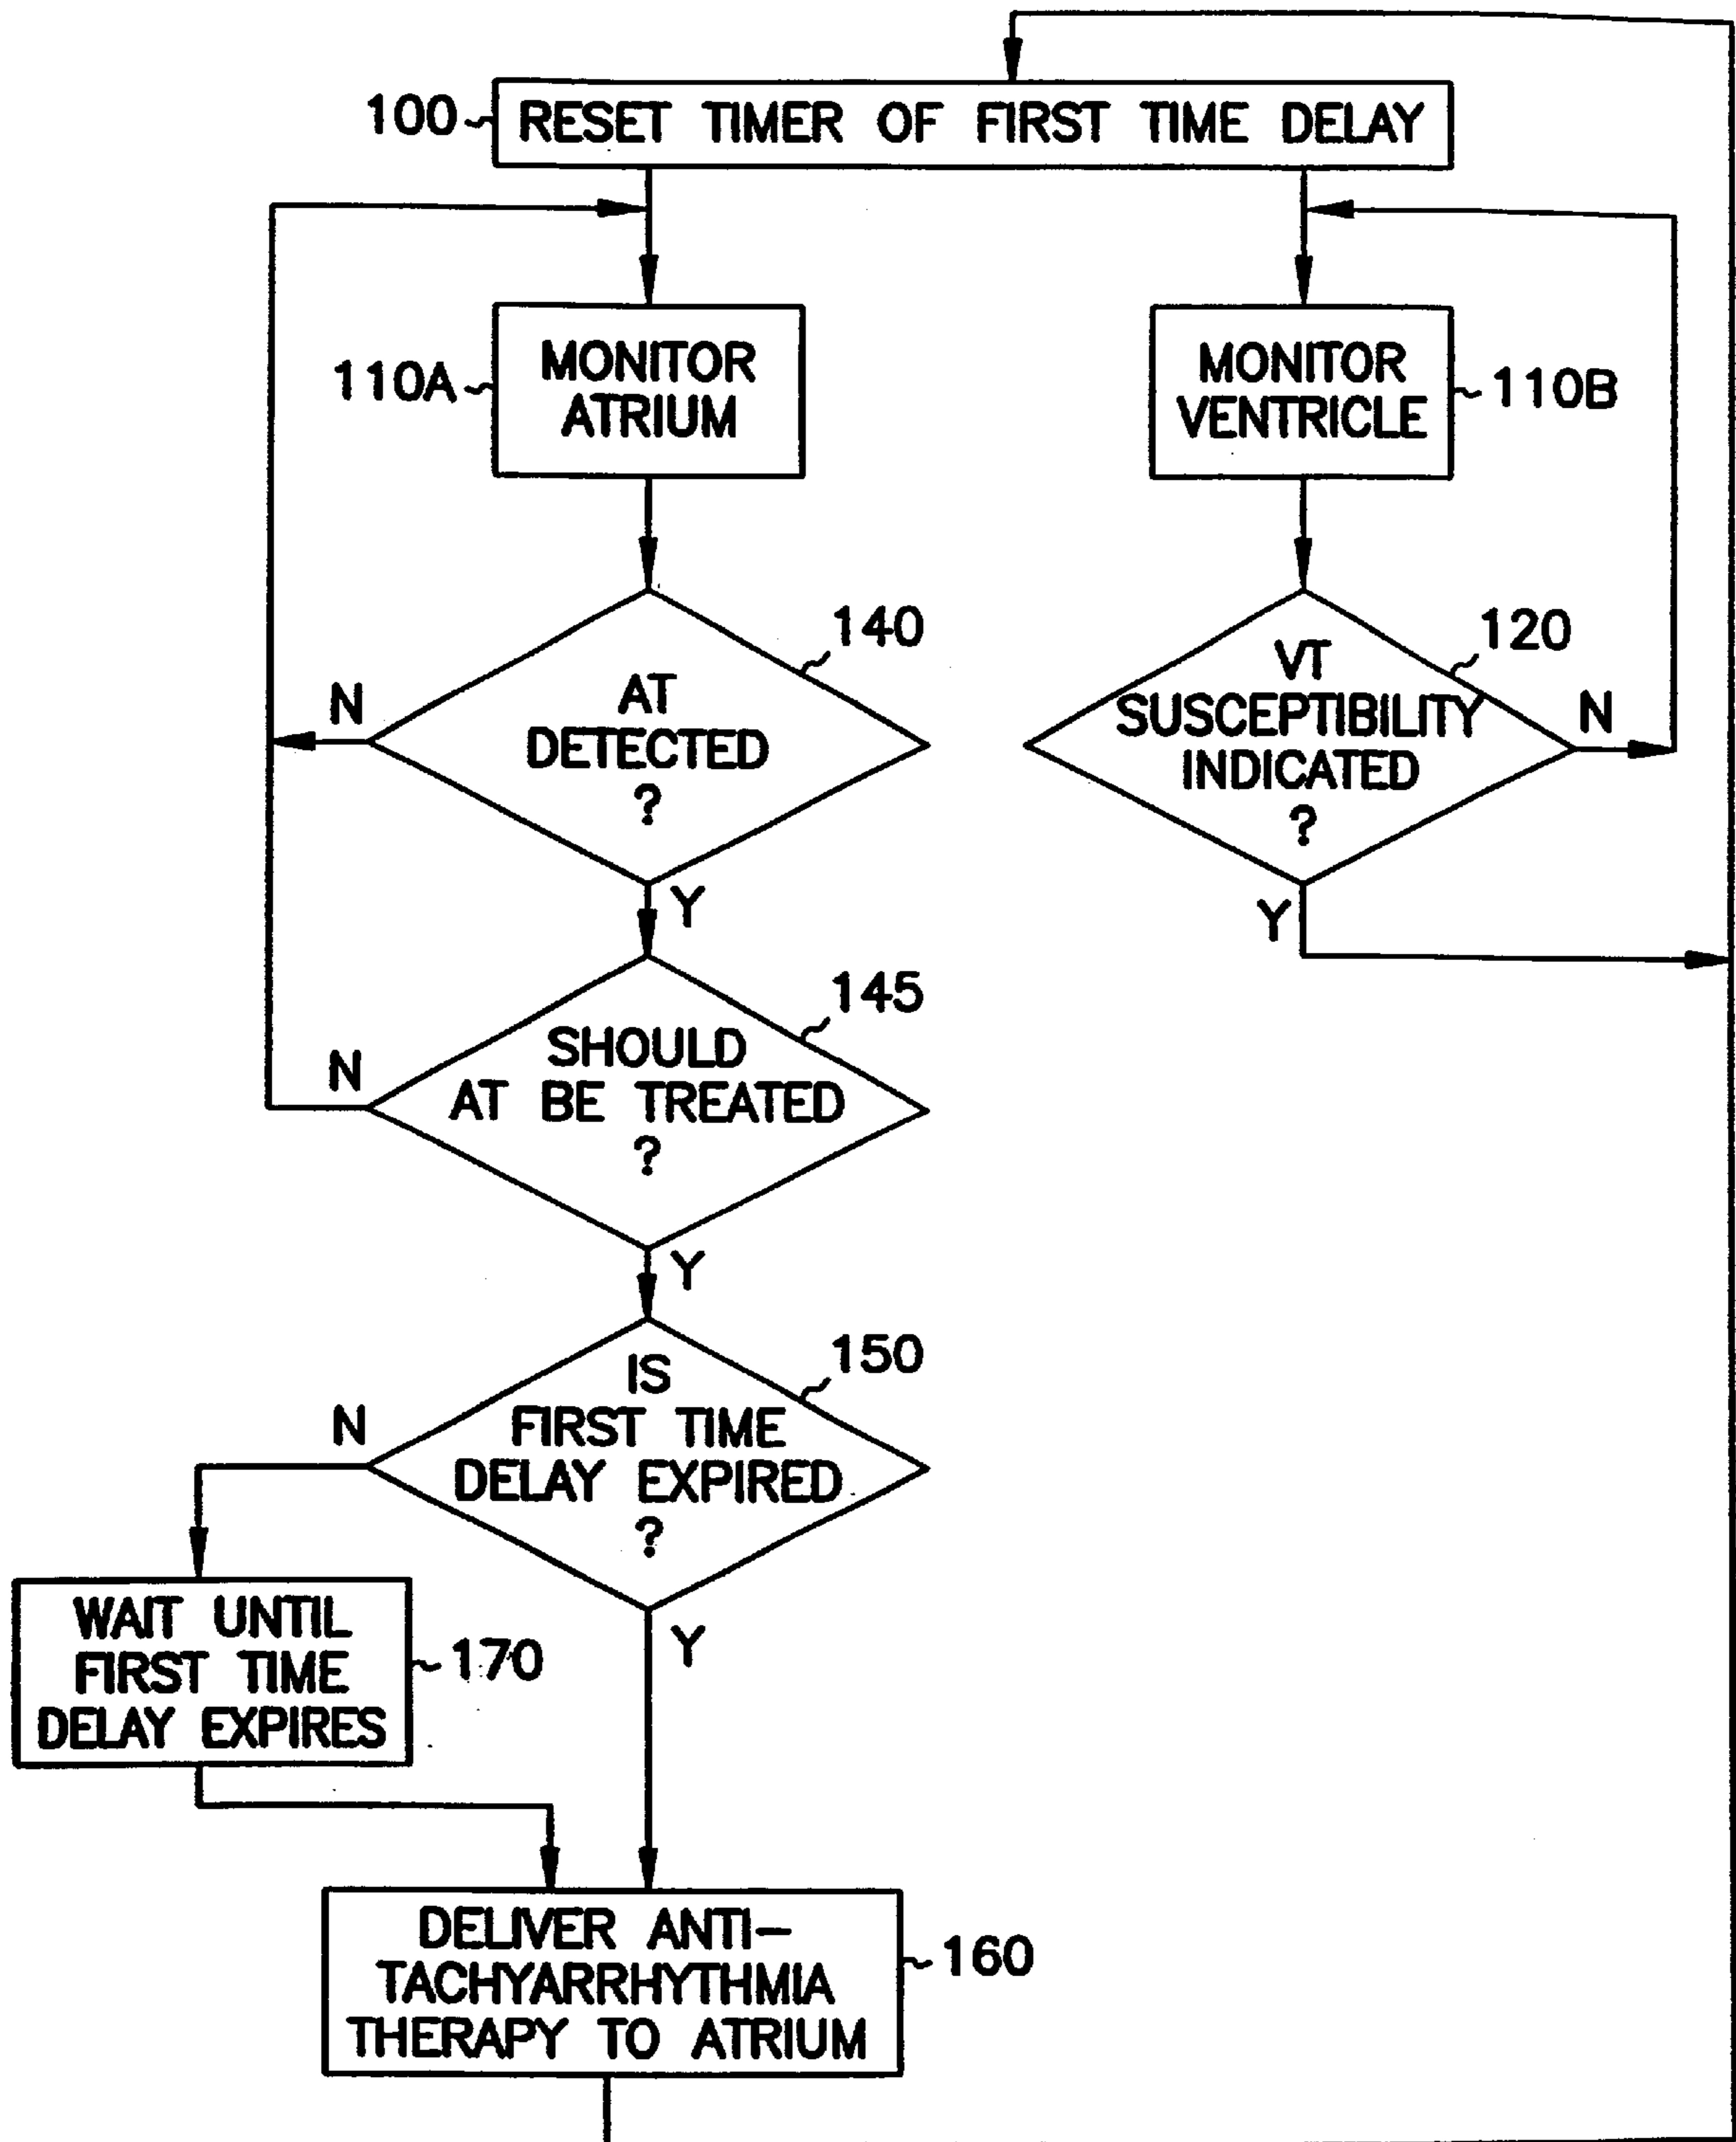 100 RESET TIMER OF FIRST TIME DELAY
110A
MONITOR
ATRIUM
MONITOR
VENTRICLE
110B
140
AT
DETECTED
?
N
Y
120
VT
SUSCEPTIBILITY
INDICATED
?
N
Y
145
SHOULD
AT BE TREATED
?
N
Y
150
IS
FIRST TIME
DELAY EXPIRED
?
N
Y
WAIT UNTIL
FIRST TIME
DELAY EXPIRES
170
DELIVER ANTI-
TACHYARRHYTHMIA
THERAPY TO ATRIUM
160